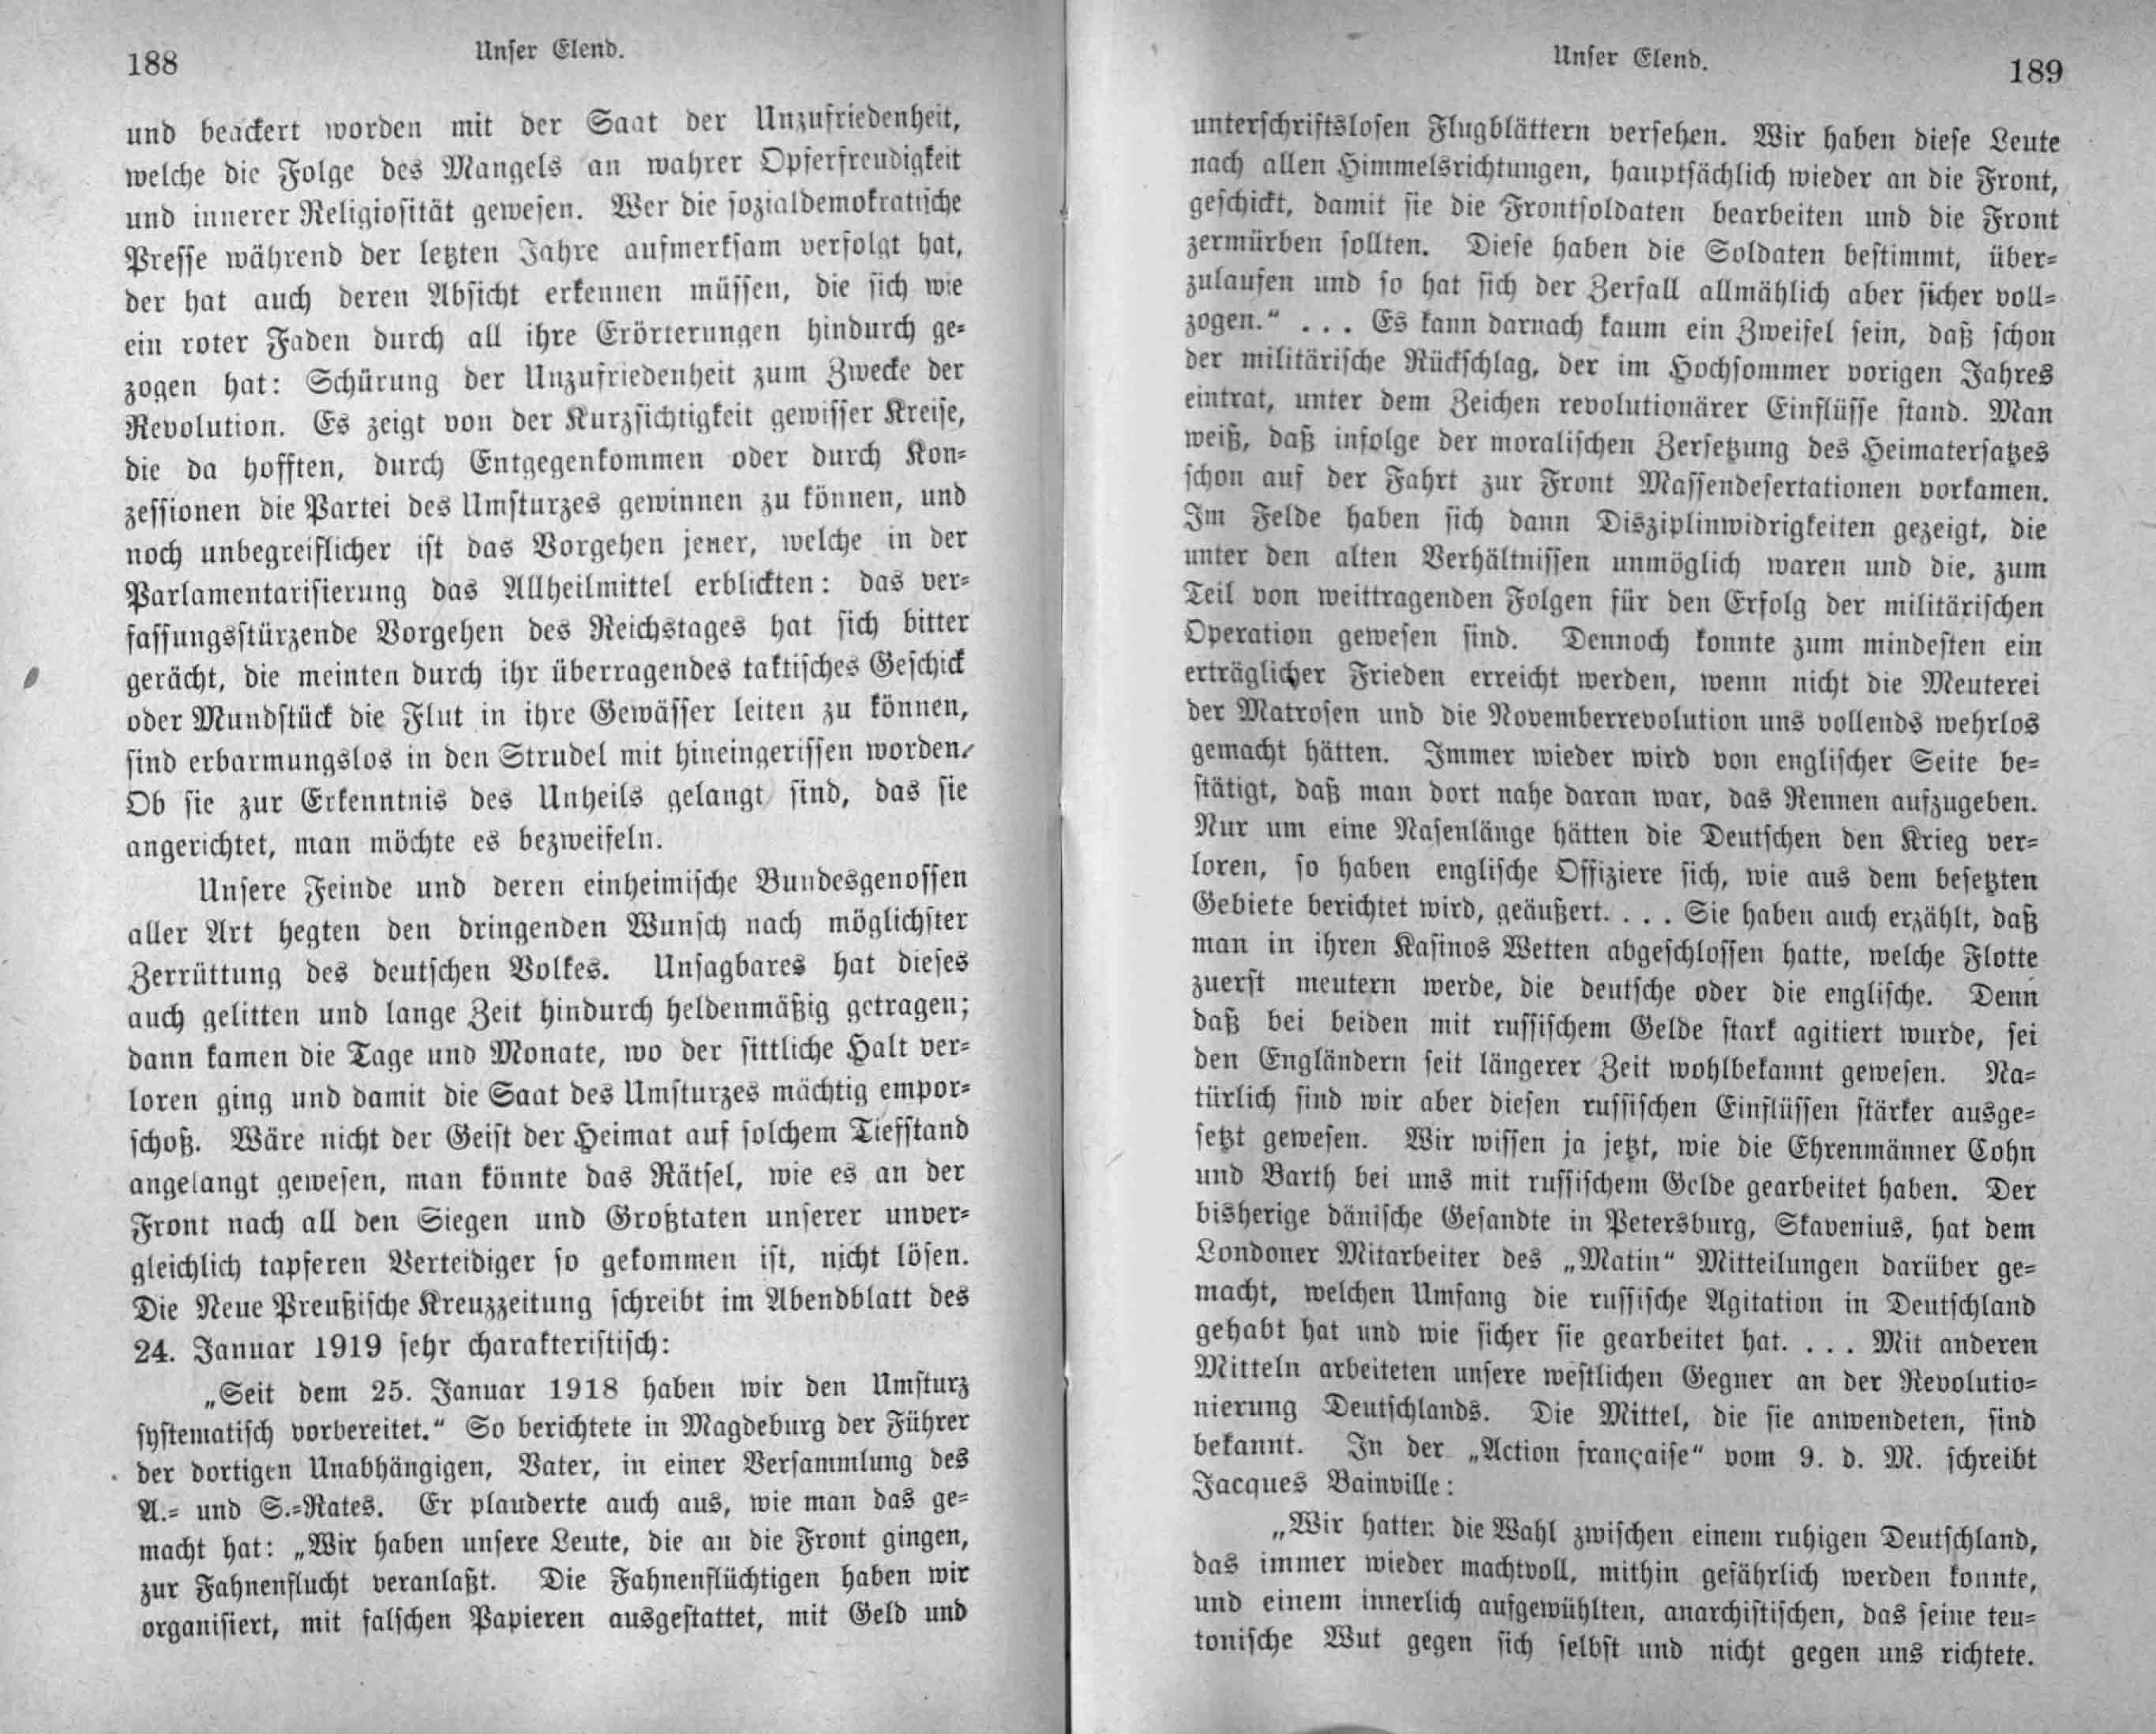 188
Unser Elend.
und beackert worden mit der Saat der Unzufriedenheit,
welche die Folge des Mangels an wahrer Opferfreudigkeit
und innerer Religiosität gewesen. Wer die sozialdemokratische
Presse während der letzten Jahre aufmerksam verfolgt hat,
der hat auch deren Absicht erkennen müssen, die sich wie
ein roter Faden durch all ihre Erörterungen hindurch ge-
zogen hat: Schürung der Unzufriedenheit zum Zwecke der
Revolution. Es zeigt von der Kurzsichtigkeit gewisser Kreise,
die da hofften, durch Entgegenkommen oder durch Kon-
zessionen die Partei des Umsturzes gewinnen zu können, und
noch unbegreiflicher ist das Vorgehen jener, welche in der
Parlamentarisierung das Allheilmittel erblickten: das ver-
fassungsstürzende Vorgehen des Reichstages hat sich bitter
gerächt, die meinten durch ihr überragendes taktisches Geschick
oder Mundstück die Flut in ihre Gewässer leiten zu können,
sind erbarmungslos in den Strudel mit hineingerissen worden.
Ob sie zur Erkenntnis des Unheils gelangt sind, das sie
angerichtet, man möchte es bezweifeln.
Unsere Feinde und deren einheimische Bundesgenossen
aller Art hegten den dringenden Wunsch nach möglichster
Zerrüttung des deutschen Volkes. Unsagbares hat dieses
auch gelitten und lange Zeit hindurch heldenmäßig getragen;
dann kamen die Tage und Monate, wo der sittliche Halt ver-
loren ging und damit die Saat des Umsturzes mächtig empor-
schoß. Wäre nicht der Geist der Heimat auf solchem Tiefstand
angelangt gewesen, man könnte das Rätsel, wie es an der
Front nach all den Siegen und Großtaten unserer unver-
gleichlich tapferen Verteidiger so gekommen ist, nicht lösen.
Die Neue Preußische Kreuzzeitung schreibt im Abendblatt des
24. Januar 1919 sehr charakteristisch:
„Seit dem 25. Januar 1918 haben wir den Umsturz
systematisch vorbereitet.“ So berichtete in Magdeburg der Führer
der dortigen Unabhängigen, Vater, in einer Versammlung des
A.- und S.-Rates. Er plauderte auch aus, wie man das ge-
macht hat: „Wir haben unsere Leute, die an die Front gingen,
zur Fahnenflucht veranlaßt. Die Fahnenflüchtigen haben wir
organisiert, mit falschen Papieren ausgestattet, mit Geld und
Unser Elend.
189
unterschriftslosen Flugblättern versehen. Wir haben diese Leute
nach allen Himmelsrichtungen, hauptsächlich wieder an die Front,
geschickt, damit sie die Frontsoldaten bearbeiten und die Front
zermürben sollten. Diese haben die Soldaten bestimmt, über-
zulaufen und so hat sich der Zerfall allmählich aber sicher voll-
zogen.“ . . . Es kann darnach kaum ein Zweifel sein, daß schon
der militärische Rückschlag, der im Hochsommer vorigen Jahres
eintrat, unter dem Zeichen revolutionärer Einflüsse stand. Man
weiß, daß infolge der moralischen Zersetzung des Heimatersatzes
schon auf der Fahrt zur Front Massendesertationen vorkamen.
Im Felde haben sich dann Disziplinwidrigkeiten gezeigt, die
unter den alten Verhältnissen unmöglich waren und die, zum
Teil von weittragenden Folgen für den Erfolg der militärischen
Operation gewesen sind. Dennoch konnte zum mindesten ein
erträglicher Frieden erreicht werden, wenn nicht die Meuterei
der Matrosen und die Novemberrevolution uns vollends wehrlos
gemacht hätten. Immer wieder wird von englischer Seite be-
stätigt, daß man dort nahe daran war, das Rennen aufzugeben.
Nur um eine Nasenlänge hätten die Deutschen den Krieg ver-
loren, so haben englische Offiziere sich, wie aus dem besetzten
Gebiete berichtet wird, geäußert. . . . Sie haben auch erzählt, daß
man in ihren Kasinos Wetten abgeschlossen hatte, welche Flotte
zuerst meutern werde, die deutsche oder die englische. Denn
daß bei beiden mit russischem Gelde stark agitiert wurde, sei
den Engländern seit längerer Zeit wohlbekannt gewesen. Na-
türlich sind wir aber diesen russischen Einflüssen stärker ausge-
setzt gewesen. Wir wissen ja jetzt, wie die Ehrenmänner Cohn
und Barth bei uns mit russischem Gelde gearbeitet haben. Der
bisherige dänische Gesandte in Petersburg, Skavenius, hat dem
Londoner Mitarbeiter des „Matin“ Mitteilungen darüber ge-
macht, welchen Umfang die russische Agitation in Deutschland
gehabt hat und wie sicher sie gearbeitet hat. . . . Mit anderen
Mitteln arbeiteten unsere westlichen Gegner an der Revolutio-
nierung Deutschlands. Die Mittel, die sie anwendeten, sind
bekannt. In der „Action française“ vom 9. d. M. schreibt
Jacques Bainville:
„Wir hatten die Wahl zwischen einem ruhigen Deutschland,
das immer wieder machtvoll, mithin gefährlich werden konnte,
und einem innerlich aufgewühlten, anarchistischen, das seine teu-
tonische Wut gegen sich selbst und nicht gegen uns richtete.